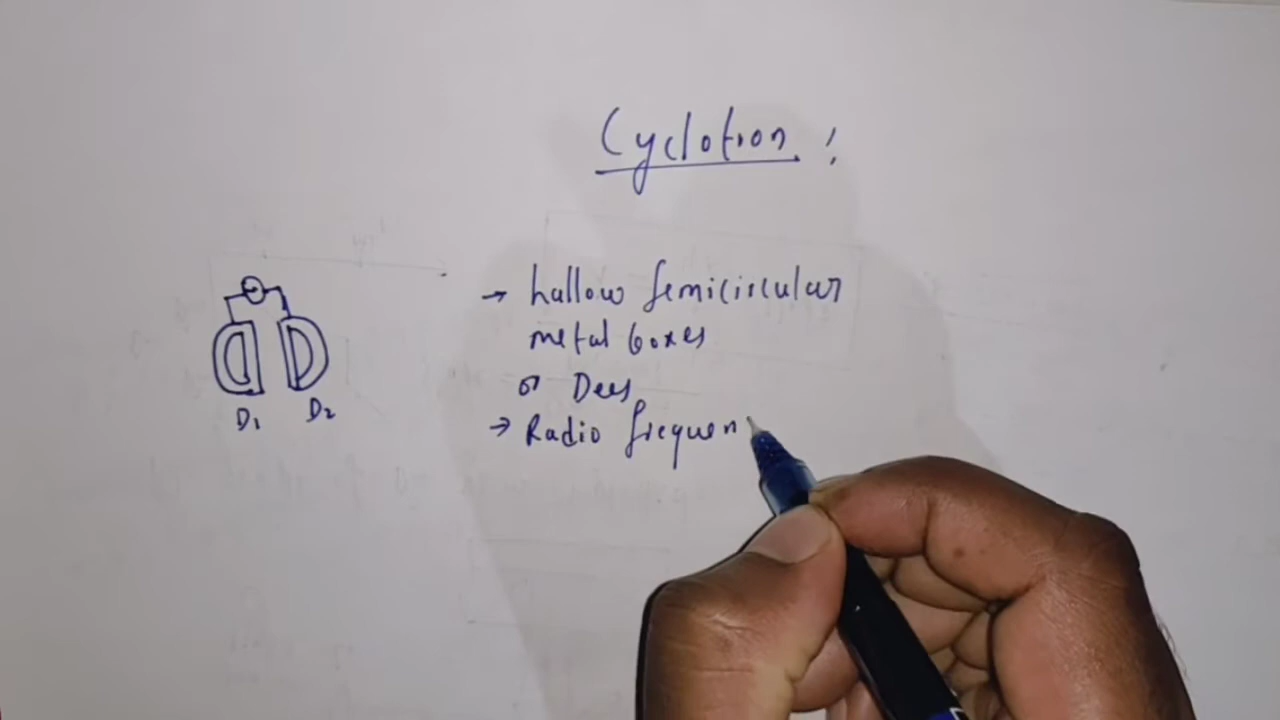 Cyclotron :
D1
D2
→ hallow semicircular
metal boxes
or Dees
→ Radio frequen